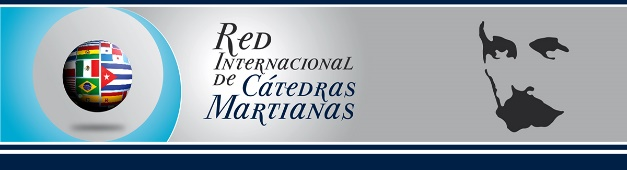 Red
Internacional
de Cátedras
Martianas